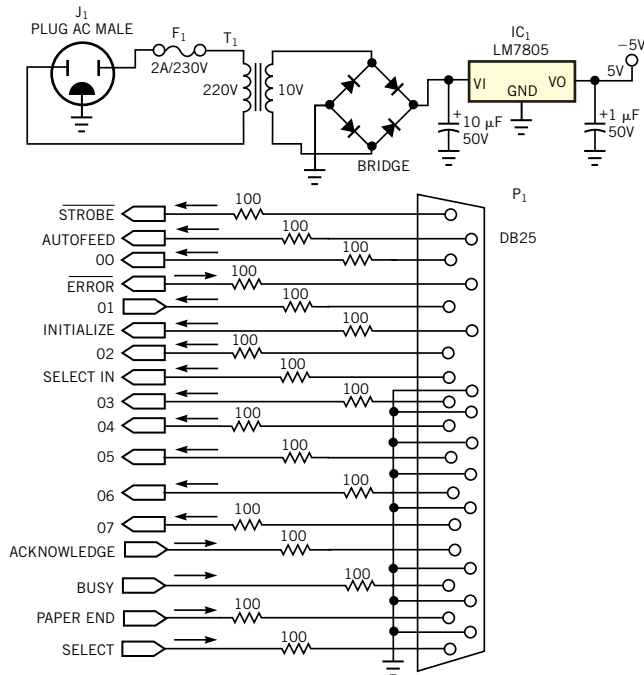 J1
PLUG AC MALE
F1
2A/230V
T1
220V
10V
BRIDGE
+
10 µF
50V
IC1
LM7805
VI
GND
VO
5V
–5V
+
1 µF
50V
P1
DB25
STROBE
100
AUTOFEED
100
00
100
ERROR
100
01
100
INITIALIZE
100
02
100
SELECT IN
100
03
100
04
100
05
100
06
100
07
100
ACKNOWLEDGE
100
BUSY
100
PAPER END
100
SELECT
100